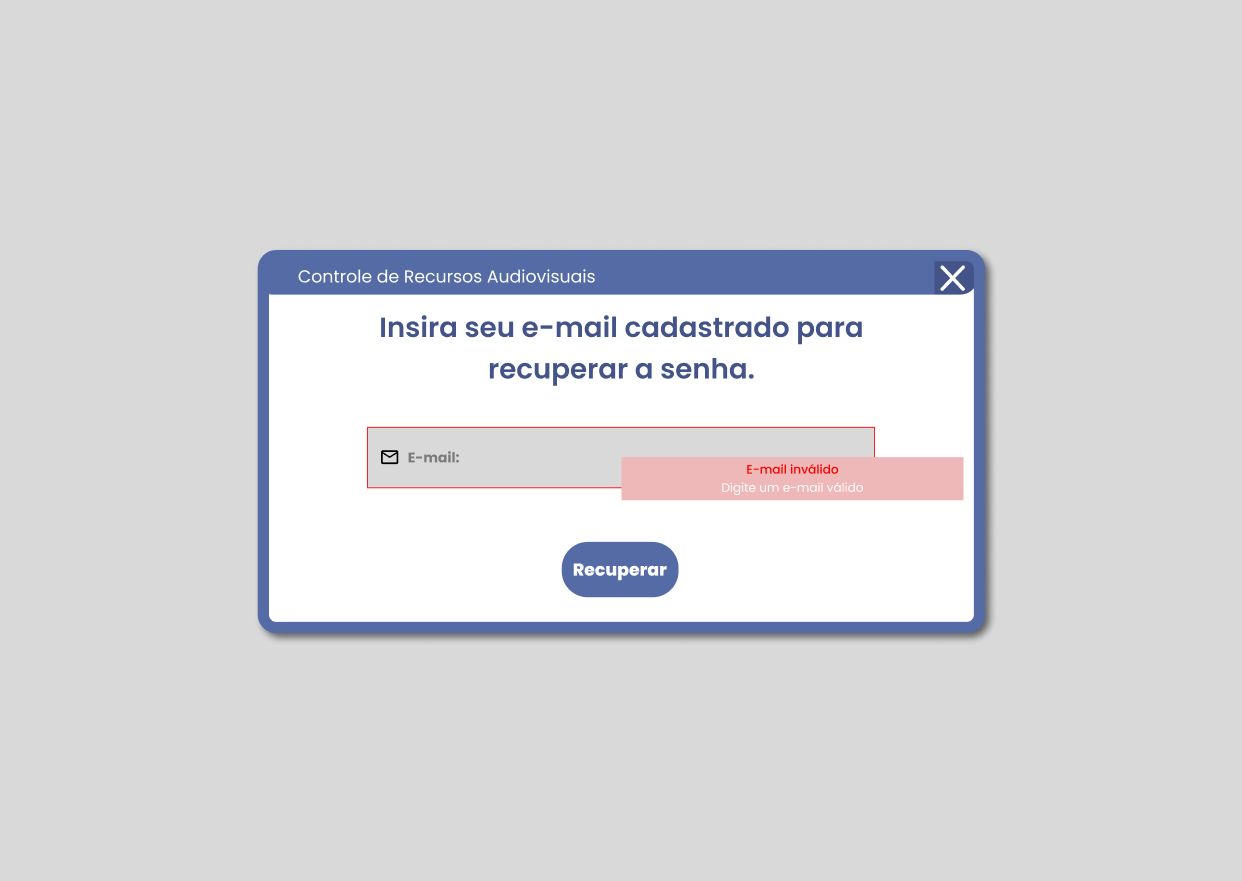 Controle de Recursos Audiovisuais
Insira seu e-mail cadastrado para
recuperar a senha.
E-mail:
E-mail inválido
Digite um e-mail válido
Recuperar